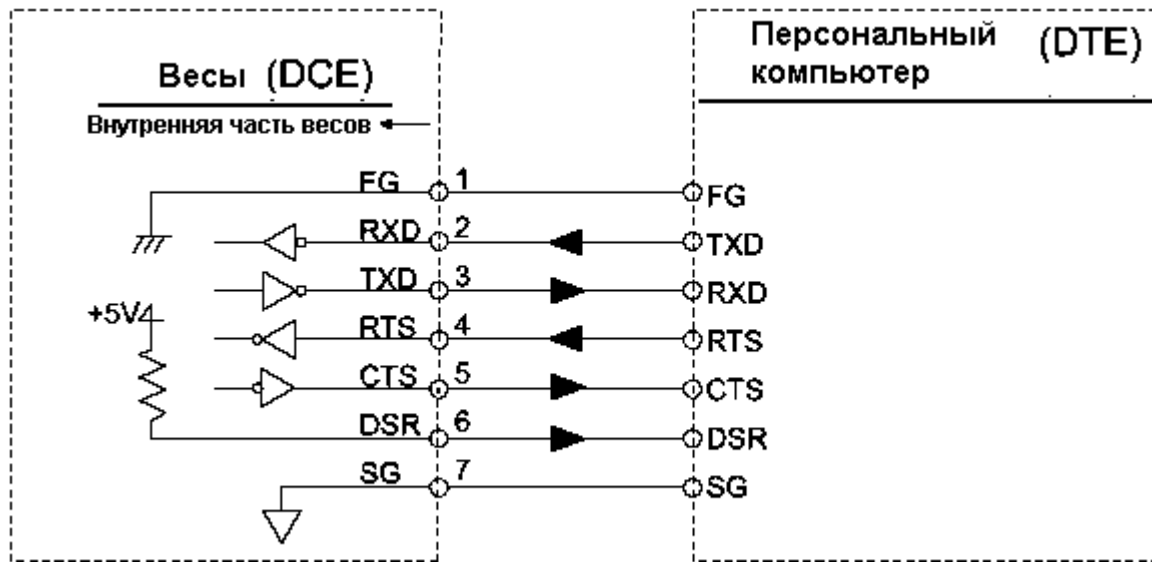 Весы (DCE)
Внутренняя часть весов
Персональный (DTE)
компьютер
FG 1 FG
RXD 2 TXD
TXD 3 RXD
+5V
RTS 4 RTS
CTS 5 CTS
DSR 6 DSR
SG 7 SG